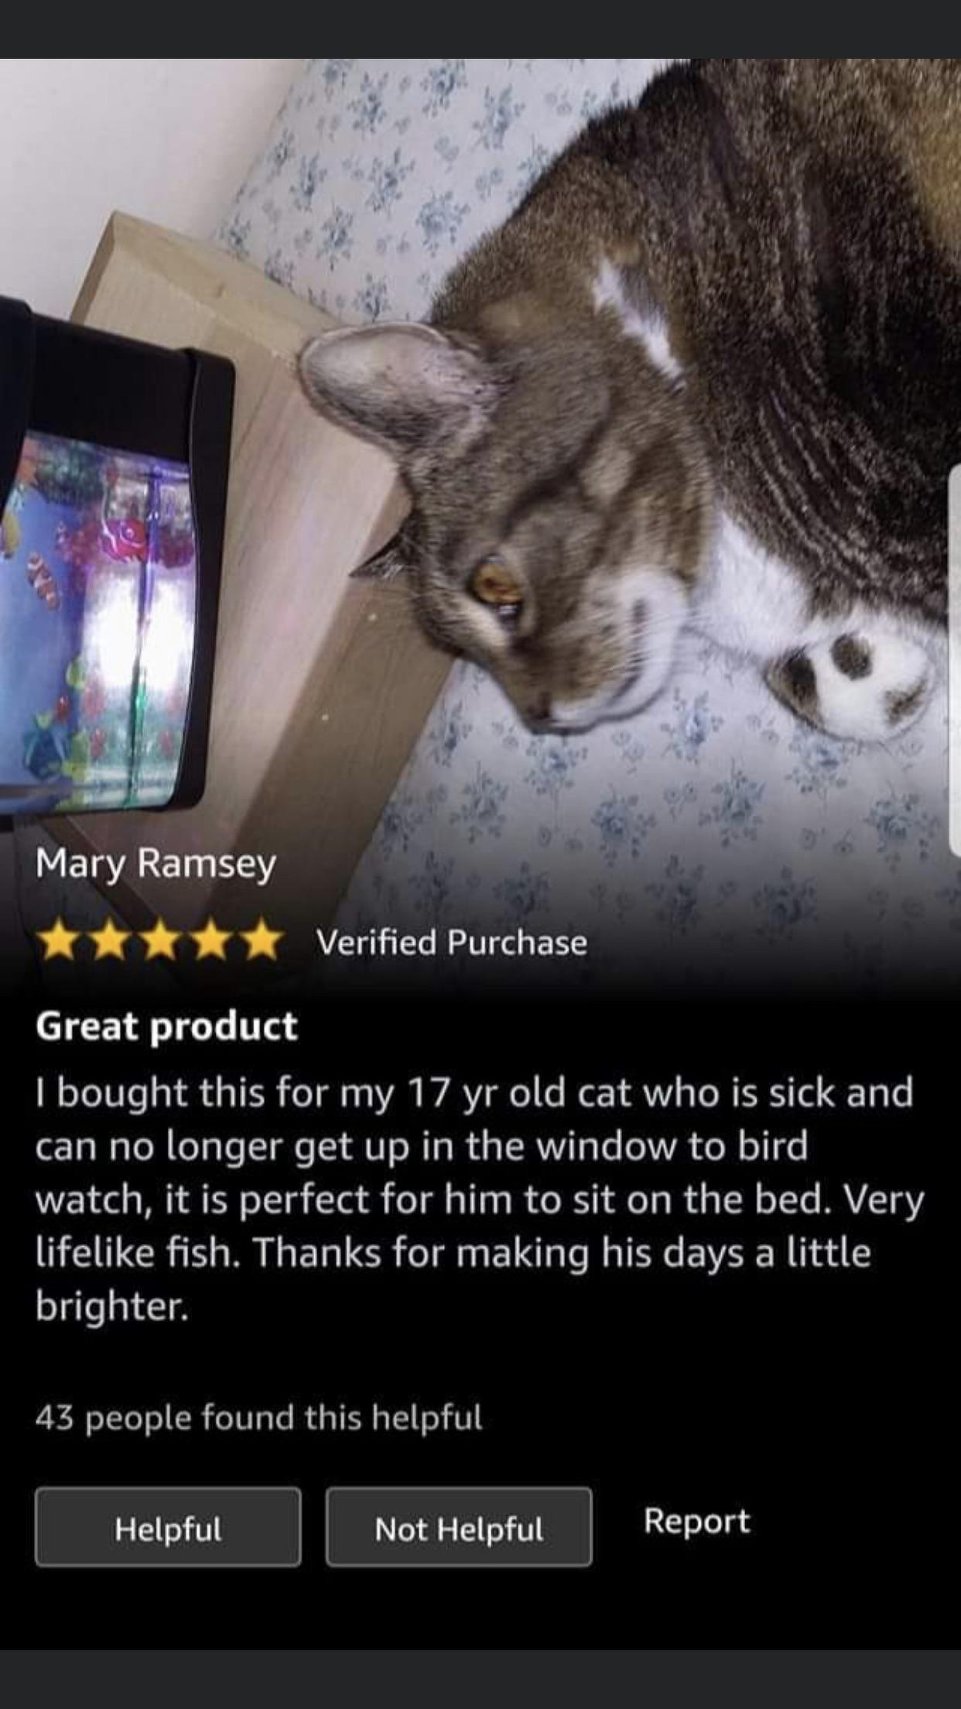 Mary Ramsey
Verified Purchase
Great product
I bought this for my 17 yr old cat who is sick and
can no longer get up in the window to bird
watch, it is perfect for him to sit on the bed. Very
lifelike fish. Thanks for making his days a little
brighter.
43 people found this helpful
Helpful
Not Helpful
Report